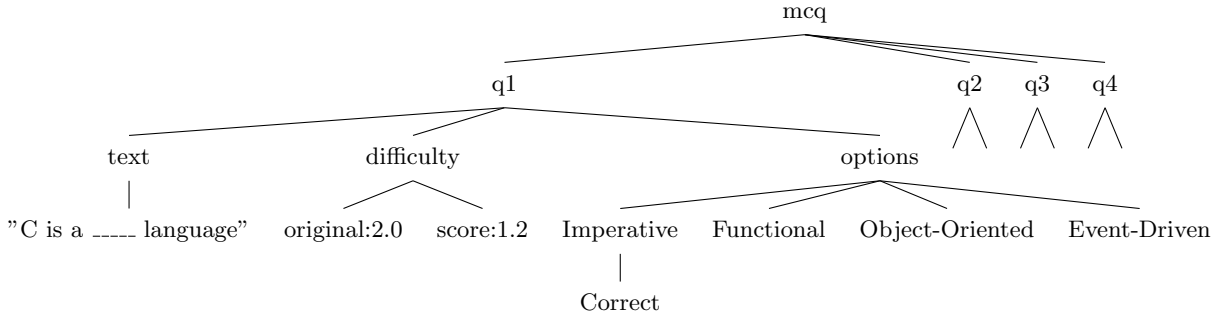 mcq
q1 q2 q3 q4
text difficulty options
"C is a _____ language" original:2.0 score:1.2 Imperative Functional Object-Oriented Event-Driven
Correct